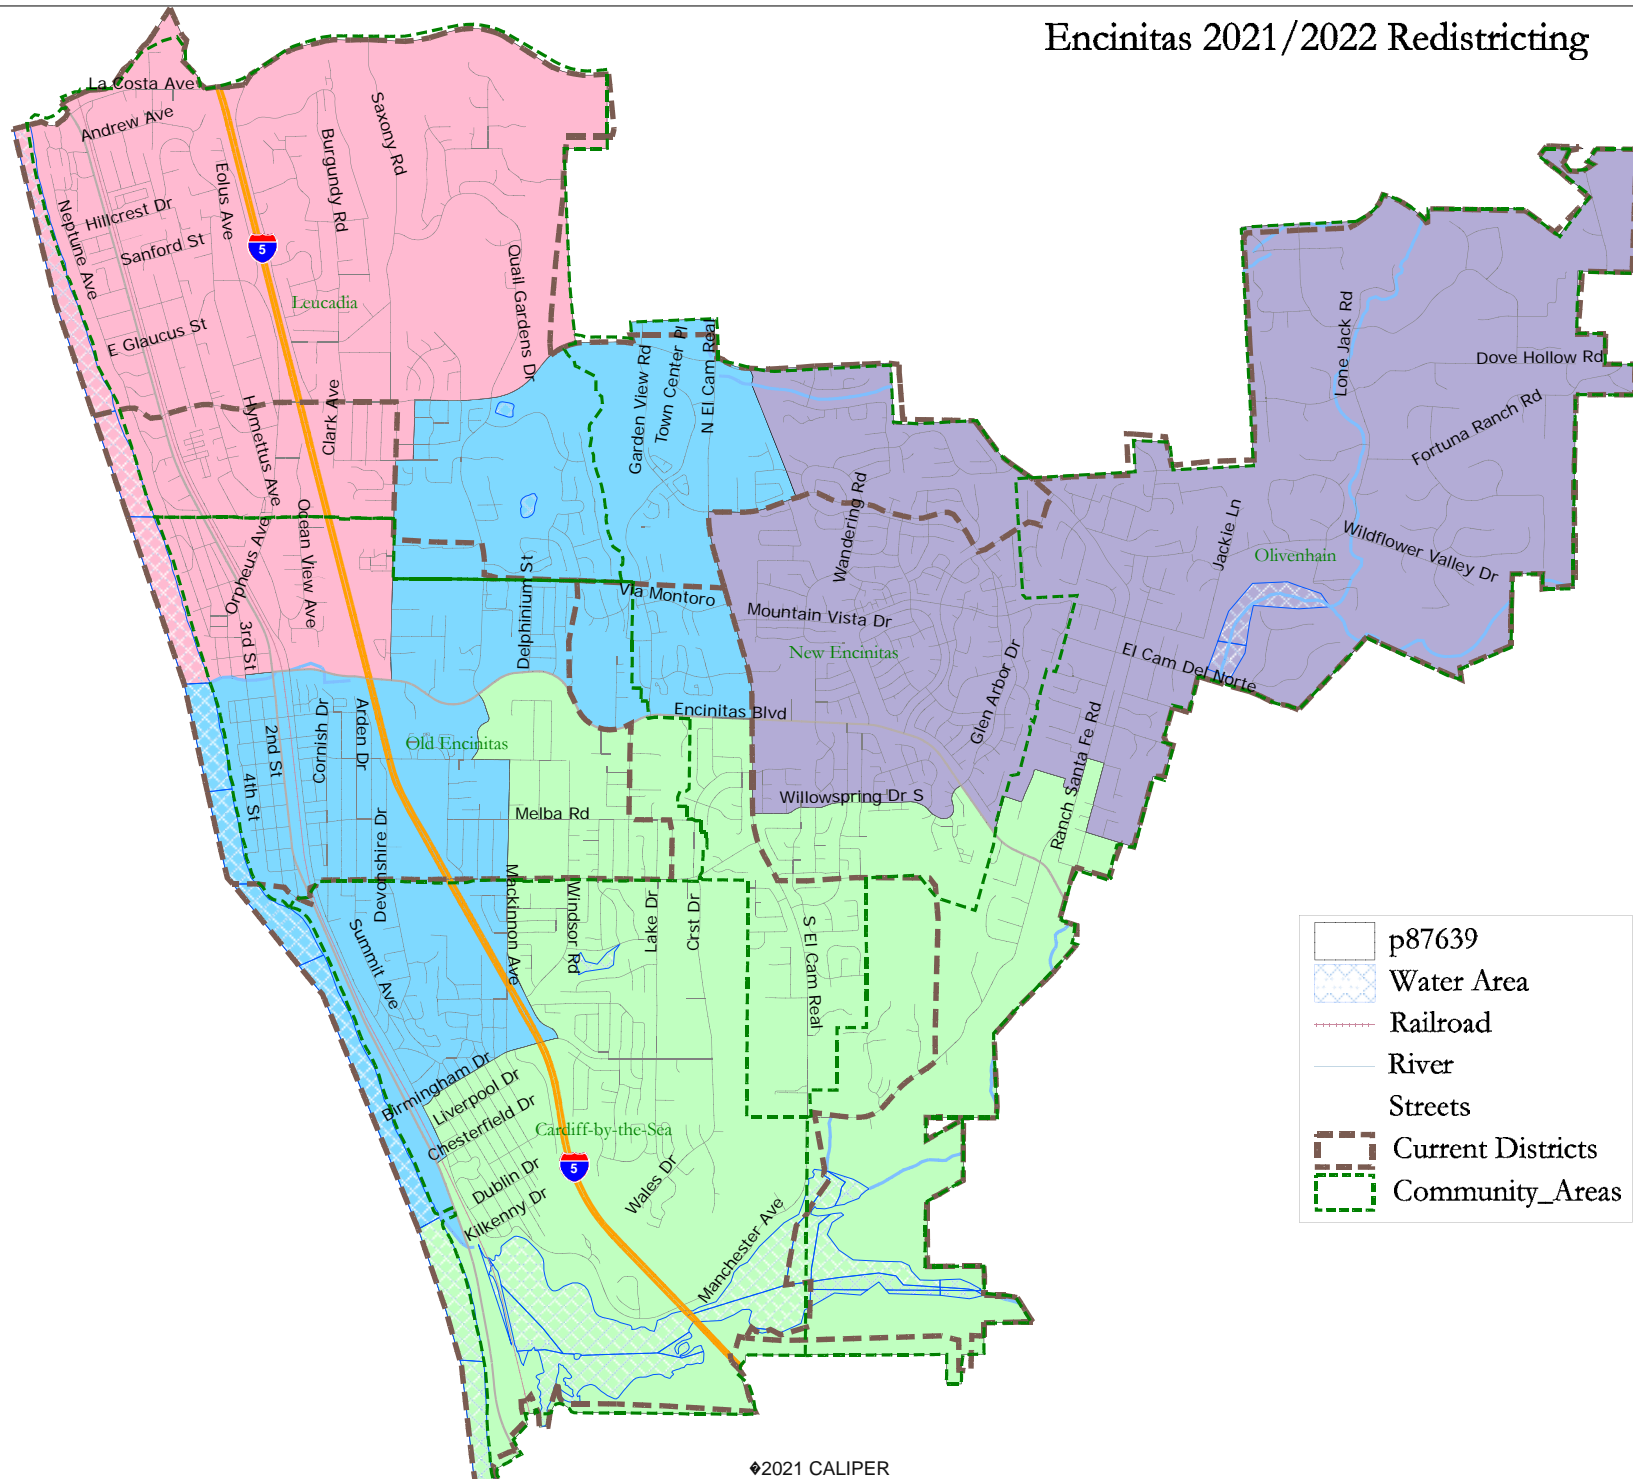 Encinitas 2021/2022 Redistricting
La Costa Ave
Andrew Ave
Saxony Rd
Burgundy Rd
Eolus Ave
Neptune Ave
Hillcrest Dr
Sanford St
5
Quail Gardens Dr
Leucadia
E Glaucus St
Garden View Rd
Town Center Pl
N El Cam Real
Lone Jack Rd
Dove Hollow Rd
Fortuna Ranch Rd
Clark Ave
Hymettus Ave
Wandering Rd
Ocean View Ave
Orpheus Ave
Jackie Ln
Wildflower Valley Dr
Olivenhain
Delphinium St
Via Montoro
Mountain Vista Dr
New Encinitas
3rd St
El Cam Del Norte
Glen Arbor Dr
Encinitas Blvd
Ranch Santa Fe Rd
2nd St
Cornish Dr
Arden Dr
Old Encinitas
4th St
Willowspring Dr S
Melba Rd
Devonshire Dr
Mackinnon Ave
Windsor Rd
Lake Dr
Crst Dr
S El Cam Real
Summit Ave
Birmingham Dr
Liverpool Dr
Chesterfield Dr
Cardiff-by-the-Sea
5
Dublin Dr
Kilkenny Dr
Wales Dr
Manchester Ave
p87639
Water Area
Railroad
River
Streets
Current Districts
Community_Areas
�2021 CALIPER